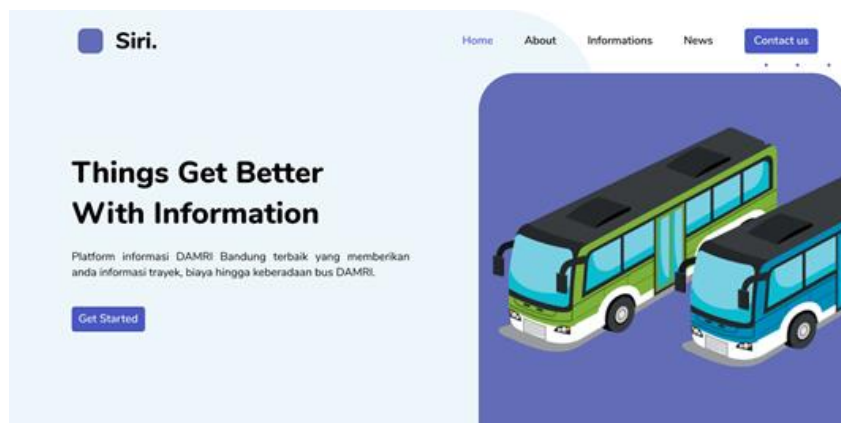 Siri.
Home About Informations News Contact us
Things Get Better
With Information
Platform informasi DAMRI Bandung terbaik yang memberikan
anda informasi trayek, biaya hingga keberadaan bus DAMRI.
Get Started